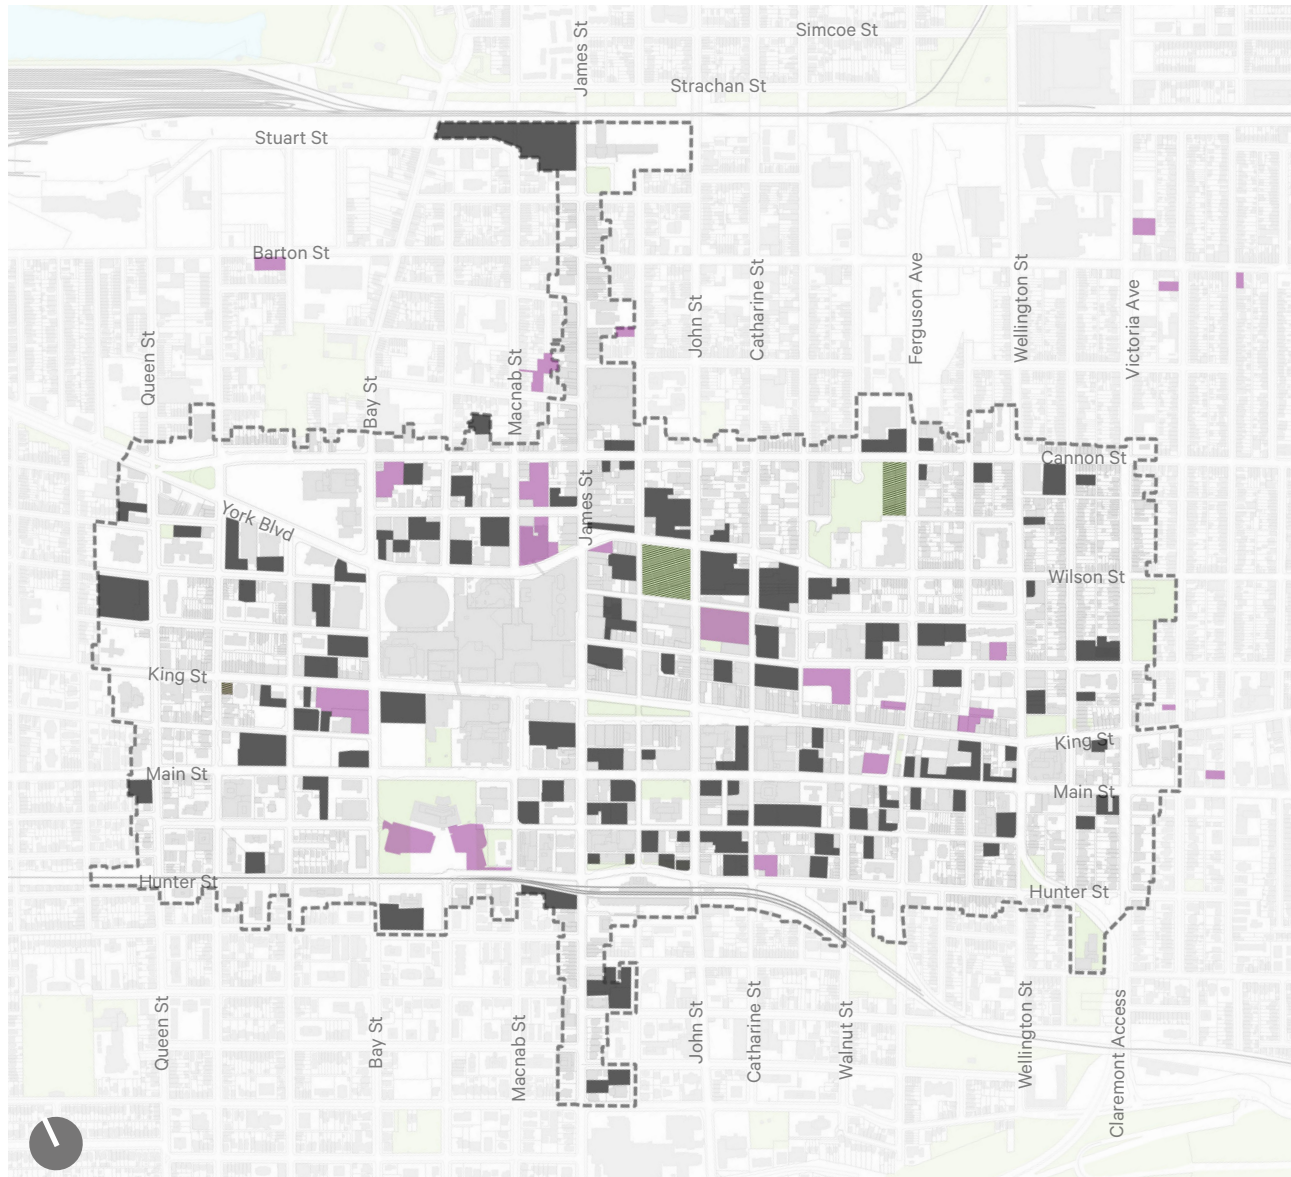 Simcoe St
James St
Strachan St
Stuart St
Barton St
Ferguson Ave
Wellington St
Catharine St
Victoria Ave
John St
Queen St
Macnab St
Bay St
Cannon St
James St
York Blvd
Wilson St
King St
King St
Main St
Main St
Hunter St
Hunter St
Queen St
Bay St
Macnab St
John St
Catharine St
Walnut St
Wellington St
Claremont Access